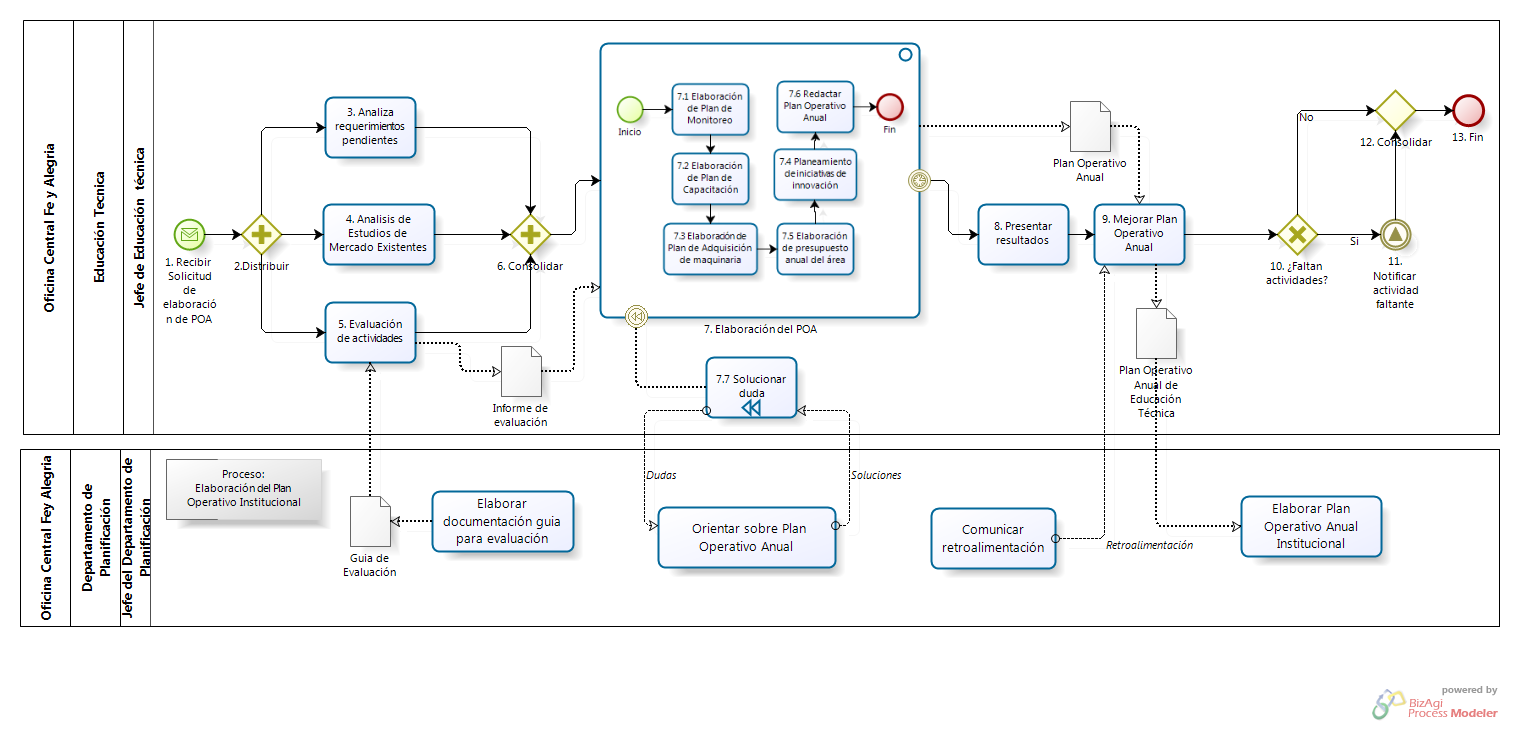 Oficina Central Fe y Alegria
Educación Tecnica
Jefe de Educación técnica
1. Recibir
Solicitud
de
elaboració
n de POA
2.Distribuir
3. Analiza
requerimientos
pendientes
4. Analisis de
Estudios de
Mercado Existentes
5. Evaluación
de actividades
6. Consolidar
Informe de
evaluación
Inicio
7.1 Elaboración
de Plan de
Monitoreo
7.2 Elaboración
de Plan de
Capacitación
7.3 Elaboración de
Plan de Adquisición
de maquinaria
7.5 Elaboración
de presupuesto
anual del área
7.4 Planeamiento
de iniciativas de
innovación
7.6 Redactar
Plan Operativo
Anual
Fin
7. Elaboración del POA
7.7 Solucionar
duda
Plan Operativo
Anual
8. Presentar
resultados
9. Mejorar Plan
Operativo
Anual
Plan Operativo
Anual de
Educación
Técnica
10. ¿Faltan
actividades?
No
Si
11.
Notificar
actividad
faltante
12. Consolidar
13. Fin
Oficina Central Fey Alegria
Departamento de
Planificación
Jefe del Departamento de
Planificación
Proceso:
Elaboración del Plan
Operativo Institucional
Guia de
Evaluación
Elaborar
documentación guia
para evaluación
Dudas
Soluciones
Orientar sobre Plan
Operativo Anual
Comunicar
retroalimentación
Retroalimentación
Elaborar Plan
Operativo Anual
Institucional
powered by
BizAgi
Process Modeler